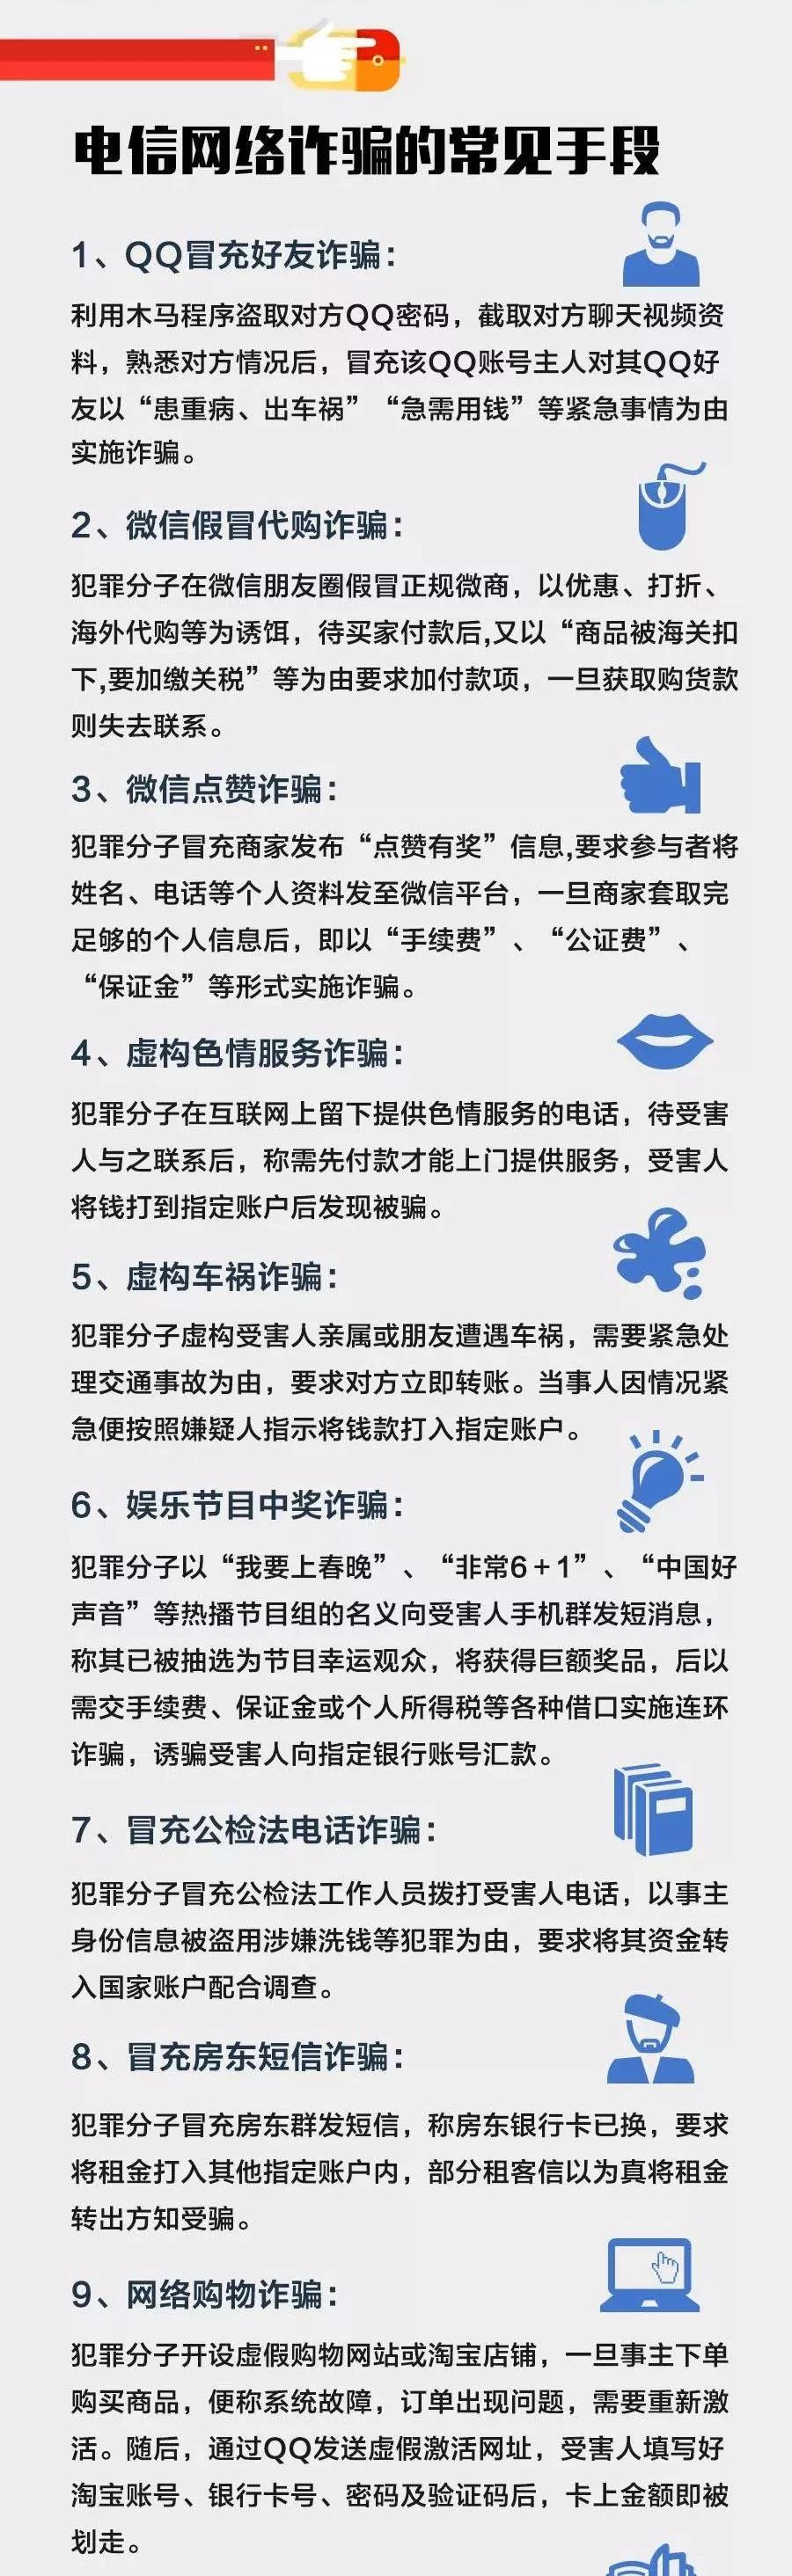 电信网络诈骗的常见手段
1、QQ冒充好友诈骗：
利用木马程序盗取对方QQ密码，截取对方聊天视频资
料，熟悉对方情况后，冒充该QQ账号主人对其QQ好
友以“患重病、出车祸”“急需用钱”等紧急事情为由
实施诈骗。
2、微信假冒代购诈骗：
犯罪分子在微信朋友圈假冒正规微商，以优惠、打折、
海外代购等为诱饵，待买家付款后,又以“商品被海关扣
下,要加缴关税”等为由要求加付款项，一旦获取购货款
则失去联系。
3、微信点赞诈骗：
犯罪分子冒充商家发布“点赞有奖”信息,要求参与者将
姓名、电话等个人资料发至微信平台，一旦商家套取完
足够的个人信息后，即以“手续费”、“公证费”、
“保证金”等形式实施诈骗。
4、虚构色情服务诈骗：
犯罪分子在互联网上留下提供色情服务的电话，待受害
人与之联系后，称需先付款才能上门提供服务，受害人
将钱打到指定账户后发现被骗。
5、虚构车祸诈骗：
犯罪分子虚构受害人亲属或朋友遭遇车祸，需要紧急处
理交通事故为由，要求对方立即转账。当事人因情况紧
急便按照嫌疑人指示将钱款打入指定账户。
6、娱乐节目中奖诈骗：
犯罪分子以“我要上春晚”、“非常6+1”、“中国好
声音”等热播节目组的名义向受害人手机群发短消息，
称其已被抽选为节目幸运观众，将获得巨额奖品，后以
需交手续费、保证金或个人所得税等各种借口实施连环
诈骗，诱骗受害人向指定银行账号汇款。
7、冒充公检法电话诈骗：
犯罪分子冒充公检法工作人员拨打受害人电话，以事主
身份信息被盗用涉嫌洗钱等犯罪为由，要求将其资金转
入国家账户配合调查。
8、冒充房东短信诈骗：
犯罪分子冒充房东群发短信，称房东银行卡已换，要求
将租金打入其他指定账户内，部分租客信以为真将租金
转出方知受骗。
9、网络购物诈骗：
犯罪分子开设虚假购物网站或淘宝店铺，一旦事主下单
购买商品，便称系统故障，订单出现问题，需要重新激
活。随后，通过QQ发送虚假激活网址，受害人填写好
淘宝账号、银行卡号、密码及验证码后，卡上金额即被
划走。